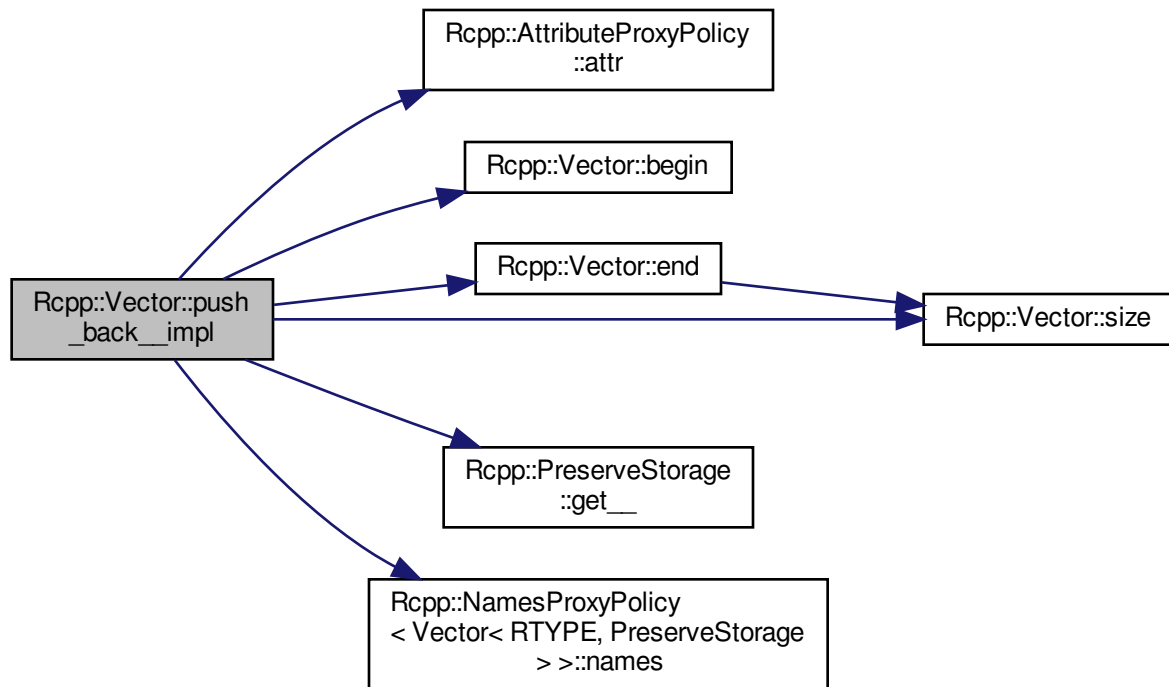 Rcpp::AttributeProxyPolicy
::attr
Rcpp::Vector::begin
Rcpp::Vector::end
Rcpp::Vector::push
_back__impl
Rcpp::Vector::size
Rcpp::PreserveStorage
::get__
Rcpp::NamesProxyPolicy
< Vector< RTYPE, PreserveStorage
> >::names